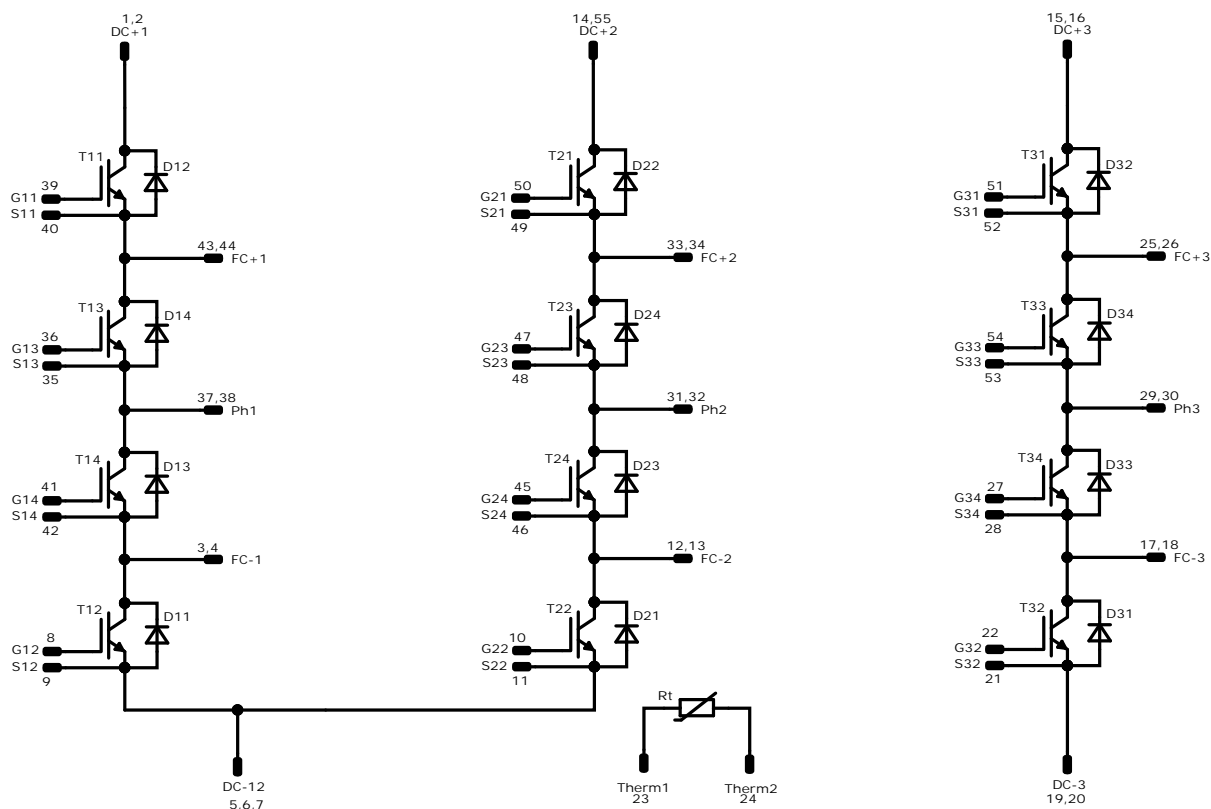 1,2
DC+1
14,55
DC+2
15,16
DC+3
T11
D12
39
G11
S11
40
43,44
FC+1
T13
D14
36
G13
S13
35
37,38
Ph1
T14
D13
41
G14
S14
42
3,4
FC-1
T12
D11
8
G12
S12
9
DC-12
5,6,7
T21
D22
50
G21
S21
49
33,34
FC+2
T23
D24
47
G23
S23
48
31,32
Ph2
T24
D23
45
G24
S24
46
12,13
FC-2
T22
D21
10
G22
S22
11
Rt
Therm1
23
Therm2
24
T31
D32
51
G31
S31
52
25,26
FC+3
T33
D34
54
G33
S33
53
29,30
Ph3
T34
D33
27
G34
S34
28
17,18
FC-3
T32
D31
22
G32
S32
21
DC-3
19,20